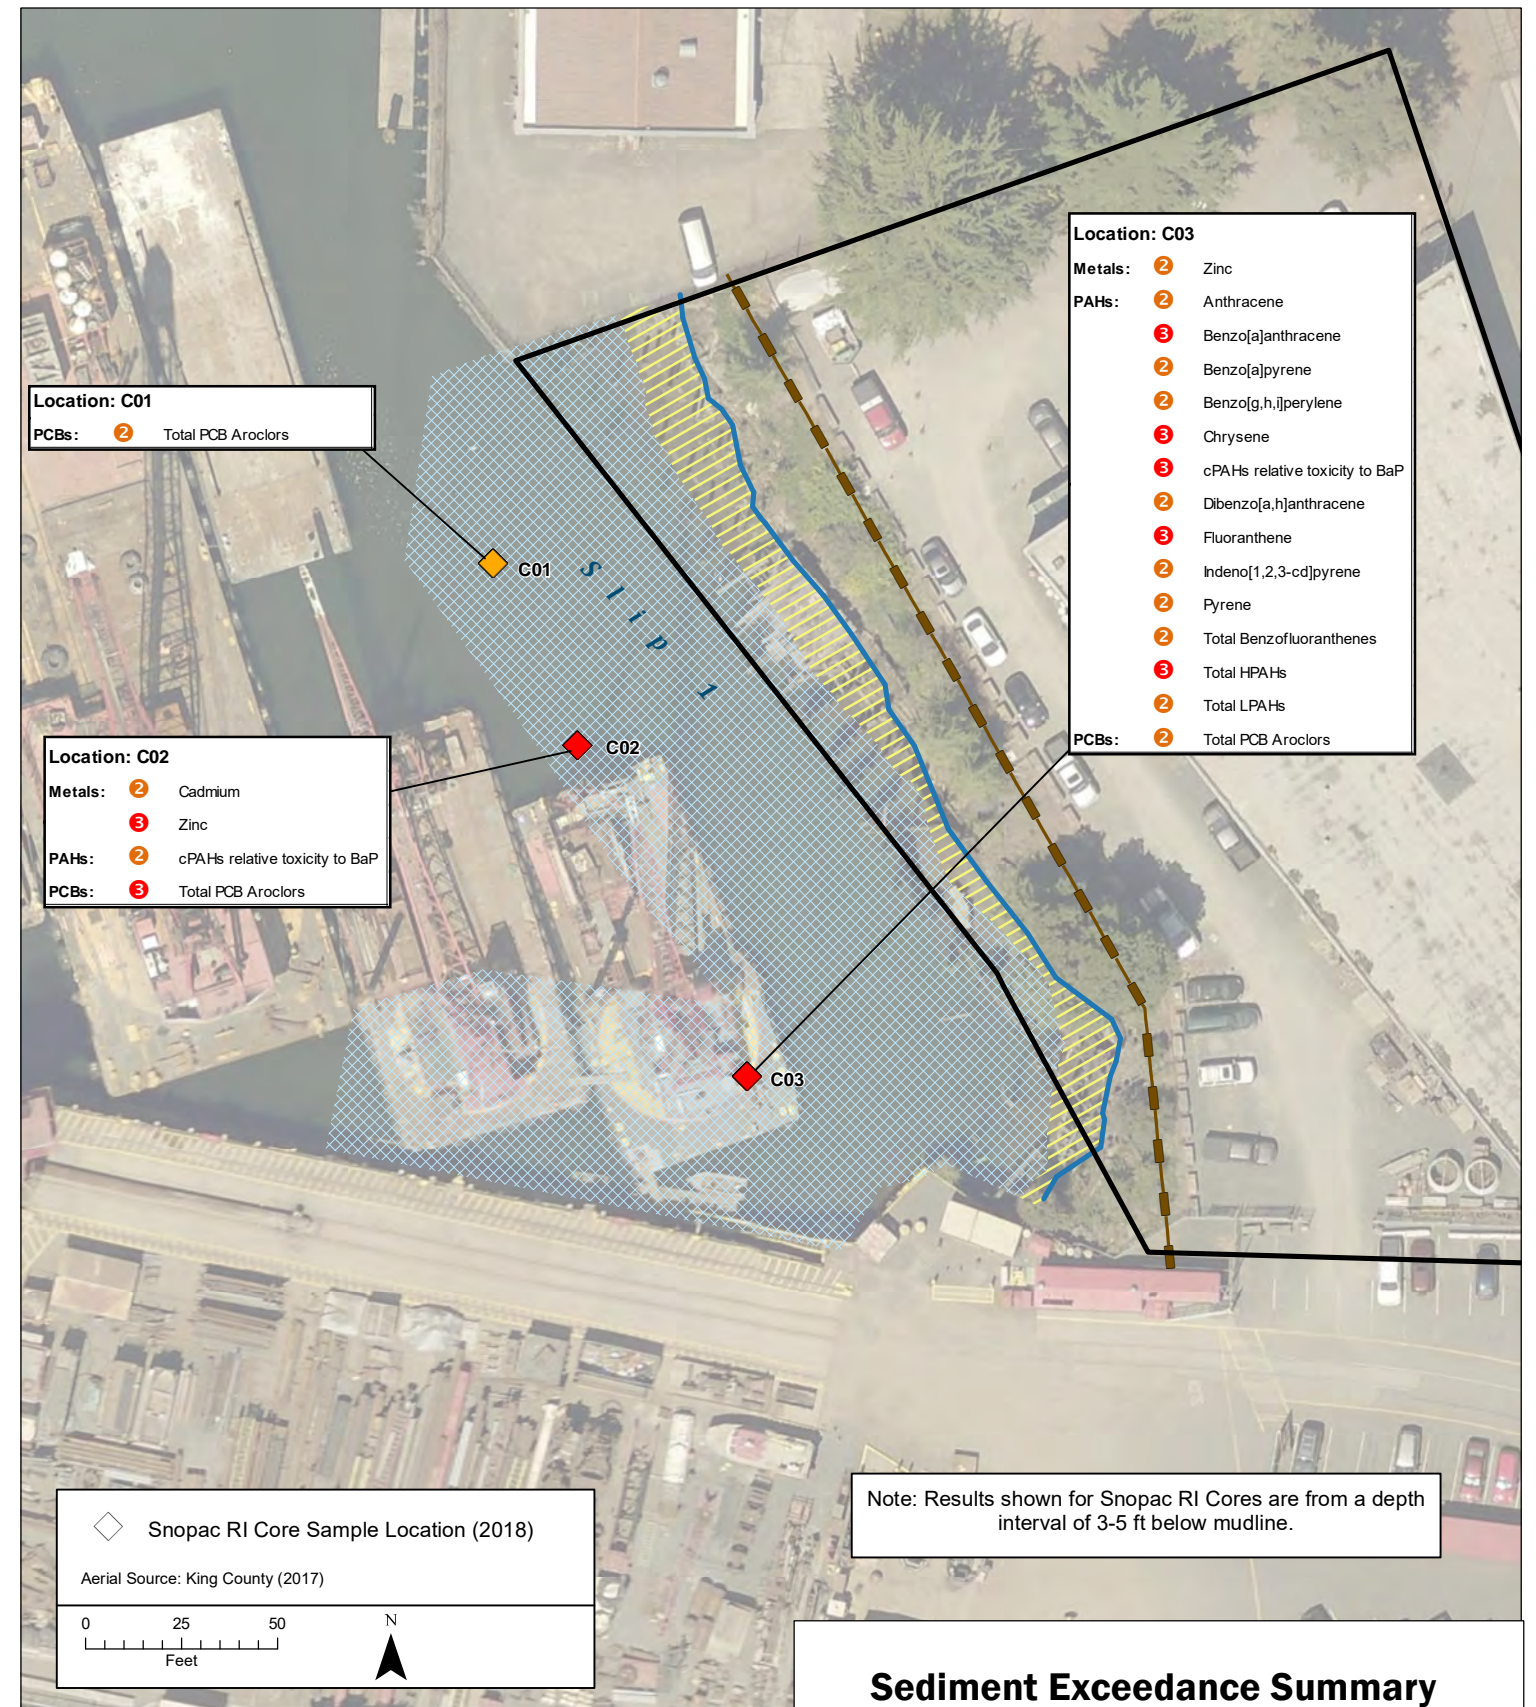 Location: C03
Metals: 2 Zinc
PAHs: 2 Anthracene
3 Benzo[a]anthracene
2 Benzo[a]pyrene
2 Benzo[g,h,i]perylene
3 Chrysene
3 cPAHs relative toxicity to BaP
2 Dibenzo[a,h]anthracene
3 Fluoranthene
2 Indeno[1,2,3-cd]pyrene
2 Pyrene
2 Total Benzofluoranthenes
3 Total HPAHs
2 Total LPAHs
PCBs: 2 Total PCB Aroclors
Location: C01
PCBs: 2 Total PCB Aroclors
C01
Slip 1
C02
Location: C02
Metals: 2 Cadmium
3 Zinc
PAHs: 2 cPAHs relative toxicity to BaP
PCBs: 3 Total PCB Aroclors
C03
Note: Results shown for Snopac RI Cores are from a depth
interval of 3-5 ft below mudline.
Snopac RI Core Sample Location (2018)
Aerial Source: King County (2017)
0 25 50
Feet
N
Sediment Exceedance Summary